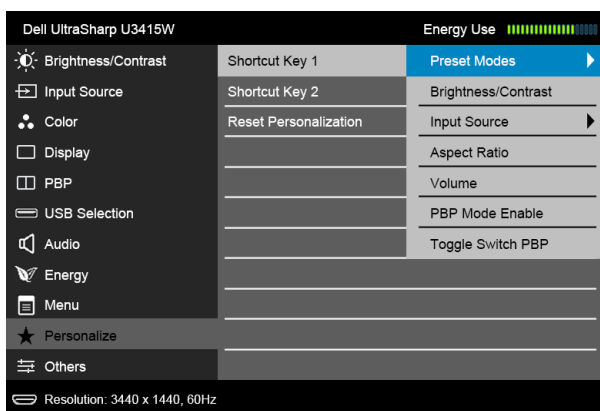 Dell UltraSharp U3415W
Energy Use
Brightness/Contrast
Shortcut Key 1
Preset Modes
Input Source
Shortcut Key 2
Brightness/Contrast
Color
Reset Personalization
Input Source
Display
Aspect Ratio
PBP
Volume
USB Selection
PBP Mode Enable
Audio
Toggle Switch PBP
Energy
Menu
Personalize
Others
Resolution: 3440 x 1440, 60Hz